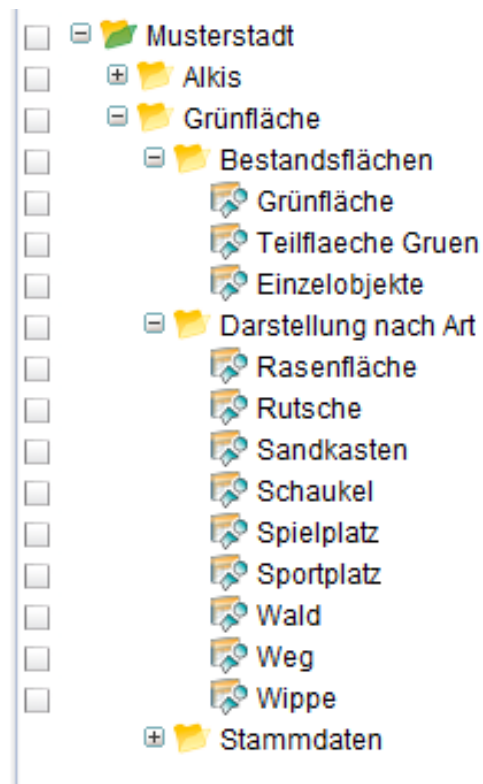 Musterstadt
Alkis
Grünfläche
Bestandsflächen
Grünfläche
Teilflaeche Gruen
Einzelobjekte
Darstellung nach Art
Rasenfläche
Rutsche
Sandkasten
Schaukel
Spielplatz
Sportplatz
Wald
Weg
Wippe
Stammdaten